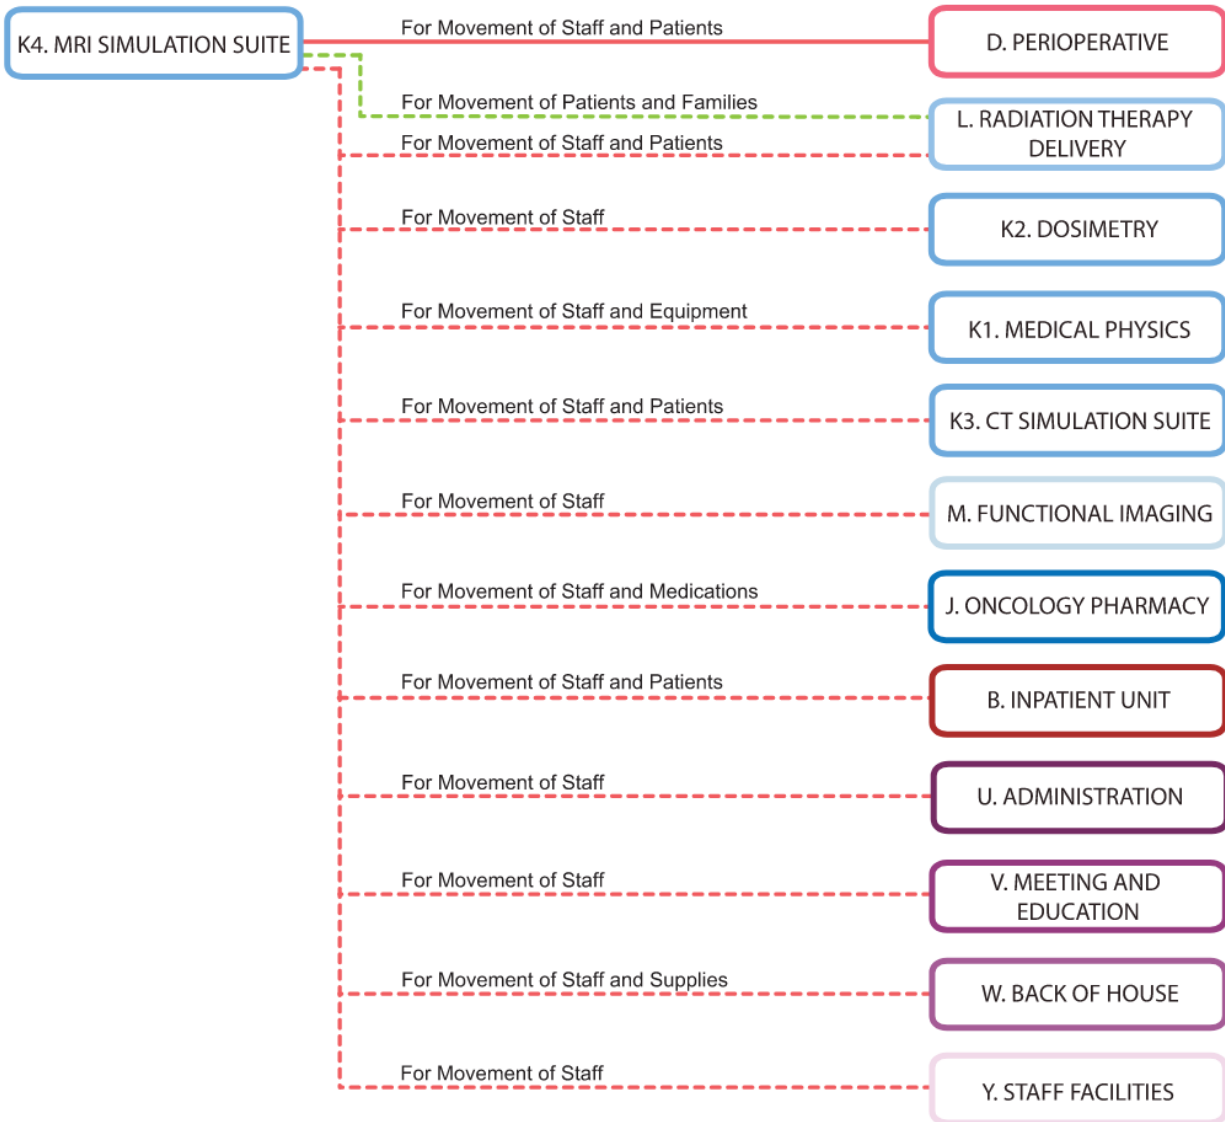 K4. MRI SIMULATION SUITE
For Movement of Staff and Patients
D. PERIOPERATIVE
For Movement of Patients and Families
For Movement of Staff and Patients
L. RADIATION THERAPY
DELIVERY
For Movement of Staff
K2. DOSIMETRY
For Movement of Staff and Equipment
K1. MEDICAL PHYSICS
For Movement of Staff and Patients
K3. CT SIMULATION SUITE
For Movement of Staff
M. FUNCTIONAL IMAGING
For Movement of Staff and Medications
J. ONCOLOGY PHARMACY
For Movement of Staff and Patients
B. INPATIENT UNIT
For Movement of Staff
U. ADMINISTRATION
For Movement of Staff
V. MEETING AND
EDUCATION
For Movement of Staff and Supplies
W. BACK OF HOUSE
For Movement of Staff
Y. STAFF FACILITIES